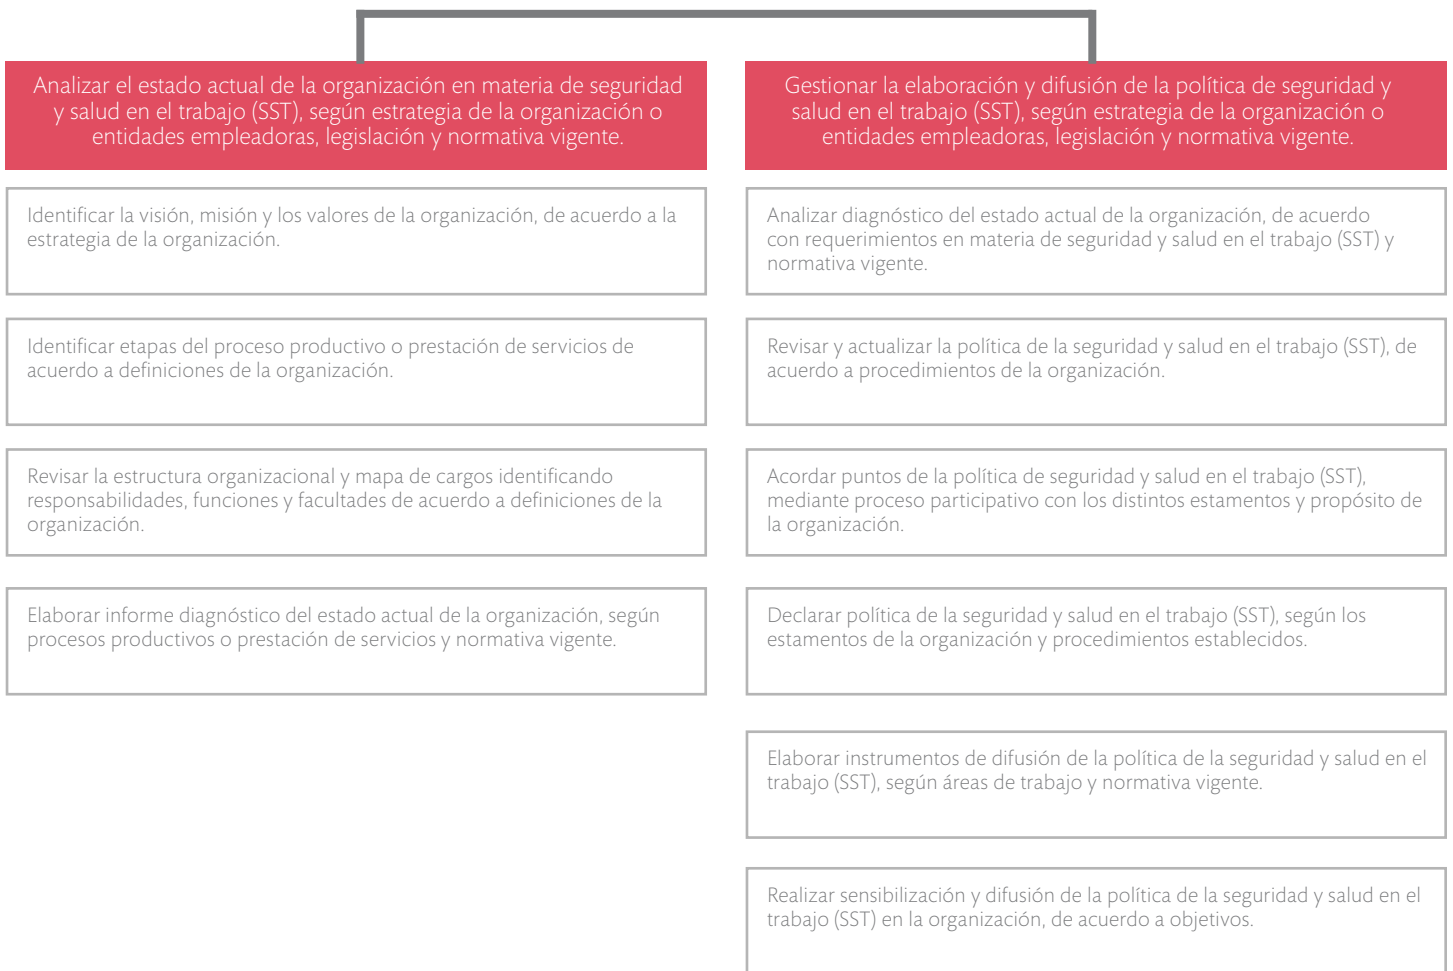 Analizar el estado actual de la organización en materia de seguridad
y salud en el trabajo (SST), según estrategia de la organización o
entidades empleadoras, legislación y normativa vigente.
Identificar la visión, misión y los valores de la organización, de acuerdo a la
estrategia de la organización.
Identificar etapas del proceso productivo o prestación de servicios de
acuerdo a definiciones de la organización.
Revisar la estructura organizacional y mapa de cargos identificando
responsabilidades, funciones y facultades de acuerdo a definiciones de la
organización.
Elaborar informe diagnóstico del estado actual de la organización, según
procesos productivos o prestación de servicios y normativa vigente.
Gestionar la elaboración y difusión de la política de seguridad y
salud en el trabajo (SST), según estrategia de la organización o
entidades empleadoras, legislación y normativa vigente.
Analizar diagnóstico del estado actual de la organización, de acuerdo
con requerimientos en materia de seguridad y salud en el trabajo (SST) y
normativa vigente.
Revisar y actualizar la política de la seguridad y salud en el trabajo (SST), de
acuerdo a procedimientos de la organización.
Acordar puntos de la política de seguridad y salud en el trabajo (SST),
mediante proceso participativo con los distintos estamentos y propósito de
la organización.
Declarar política de la seguridad y salud en el trabajo (SST), según los
estamentos de la organización y procedimientos establecidos.
Elaborar instrumentos de difusión de la política de la seguridad y salud en el
trabajo (SST), según áreas de trabajo y normativa vigente.
Realizar sensibilización y difusión de la política de la seguridad y salud en el
trabajo (SST) en la organización, de acuerdo a objetivos.